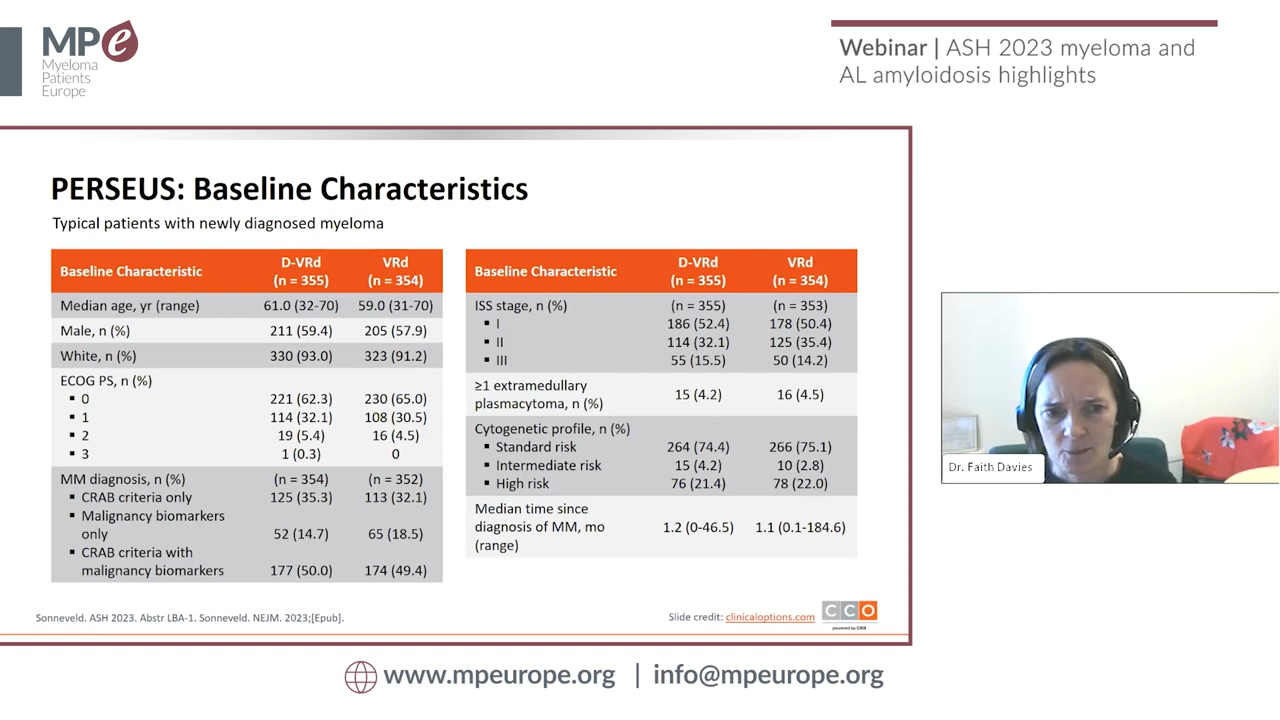 MPe
Myeloma
Patients
Europe
Webinar | ASH 2023 myeloma and
AL amyloidosis highlights
PERSEUS: Baseline Characteristics
Typical patients with newly diagnosed myeloma
Baseline Characteristic D-VRd (n = 355) VRd (n = 354)
Median age, yr (range) 61.0 (32-70) 59.0 (31-70)
Male, n (%) 211 (59.4) 205 (57.9)
White, n (%) 330 (93.0) 323 (91.2)
ECOG PS, n (%)
▪ 0 221 (62.3) 230 (65.0)
▪ 1 114 (32.1) 108 (30.5)
▪ 2 19 (5.4) 16 (4.5)
▪ 3 1 (0.3) 0
MM diagnosis, n (%) (n = 354) (n = 352)
▪ CRAB criteria only 125 (35.3) 113 (32.1)
▪ Malignancy biomarkers
only 52 (14.7) 65 (18.5)
▪ CRAB criteria with
malignancy biomarkers 177 (50.0) 174 (49.4)
Baseline Characteristic D-VRd (n = 355) VRd (n = 354)
ISS stage, n (%) (n = 355) (n = 353)
▪ I 186 (52.4) 178 (50.4)
▪ II 114 (32.1) 125 (35.4)
▪ III 55 (15.5) 50 (14.2)
≥1 extramedullary
plasmacytoma, n (%) 15 (4.2) 16 (4.5)
Cytogenetic profile, n (%)
▪ Standard risk 264 (74.4) 266 (75.1)
▪ Intermediate risk 15 (4.2) 10 (2.8)
▪ High risk 76 (21.4) 78 (22.0)
Median time since
diagnosis of MM, mo 1.2 (0-46.5) 1.1 (0.1-184.6)
(range)
Dr. Faith Davies
Sonneveld. ASH 2023. Abstr LBA-1. Sonneveld. NEJM. 2023;[Epub].
Slide credit: clinicaloptions.com
CCO
www.mpeurope.org | info@mpeurope.org